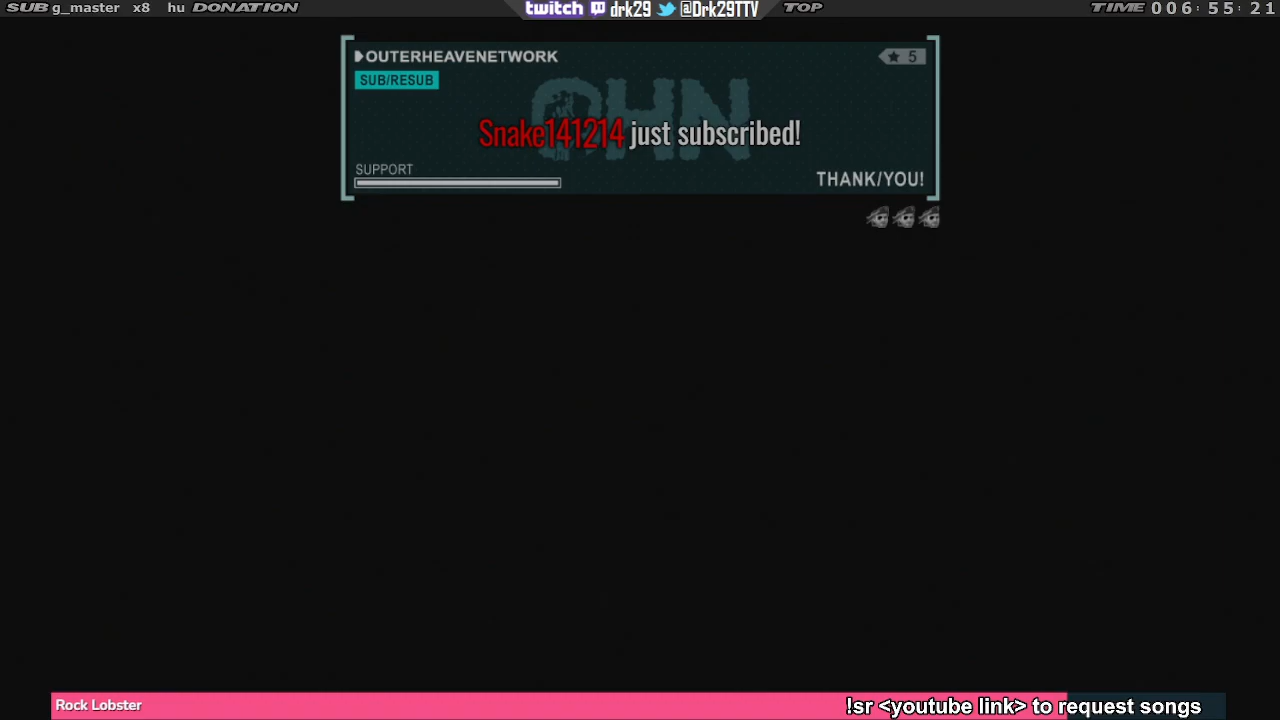 SUB g_master x8 hu DONATION twitch drk29 @Drk29TTV TOP TIME 006:55:21
OUTERHEAVENETWORK 5
SUB/RESUB
OHN
Snake141214 just subscribed!
SUPPORT
THANK/YOU!
Rock Lobster !sr <youtube link> to request songs